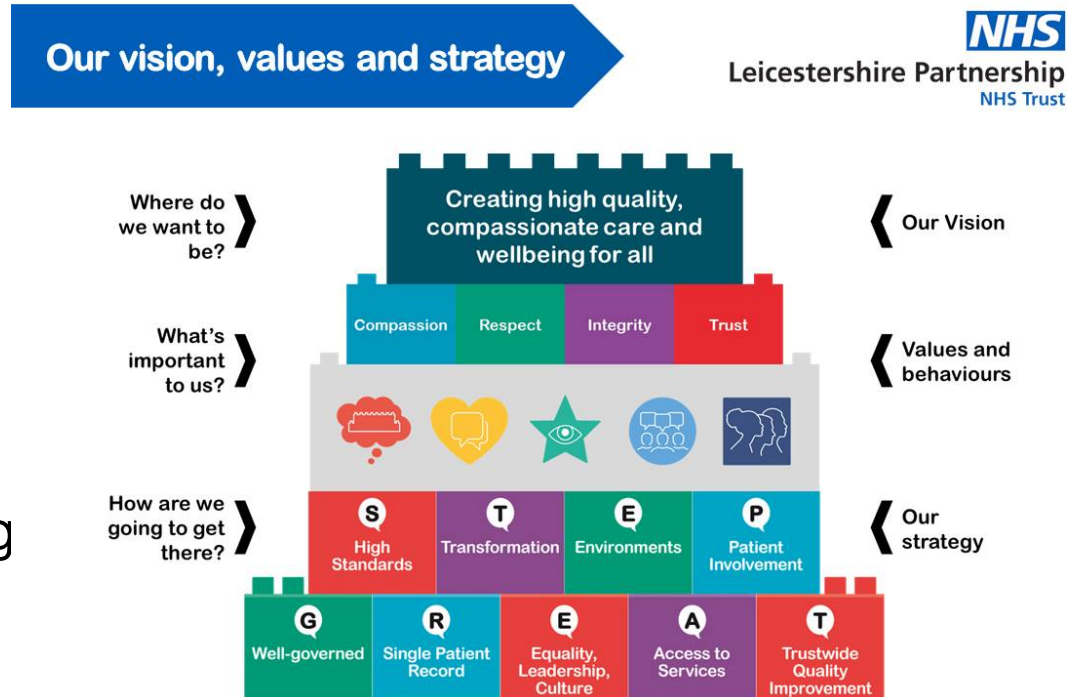 Our vision, values and strategy
NHS
Leicestershire Partnership
NHS Trust
Where do
we want to
be?
Creating high quality,
compassionate care and
wellbeing for all
Our Vision
What's
important
to us?
Compassion
Respect
Integrity
Trust
Values and
behaviours
How are we
going to get
there?
g
S
High
Standards
T
Transformation
E
Environments
P
Patient
Involvement
Our
strategy
G
Well-governed
R
Single Patient
Record
E
Equality,
Leadership,
Culture
A
Access to
Services
T
Trustwide
Quality
Improvement